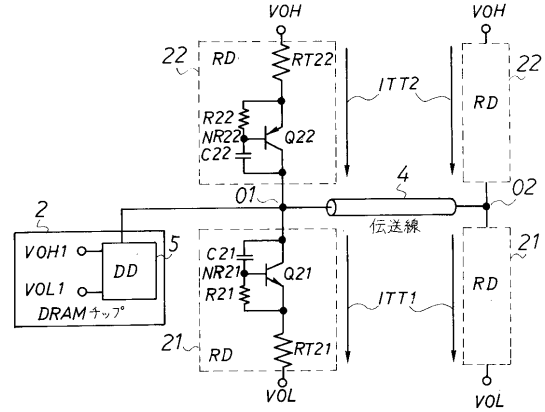 VOH
VOH
22
RD
RT22
R22
NR22
C22
Q22
ITT2
22
RD
O1
4
伝送線
O2
2
5
VOH1
DD
VOL1
DRAMチップ
C21
NR21
R21
Q21
ITT1
21
RD
21
RD
RT21
VOL
VOL